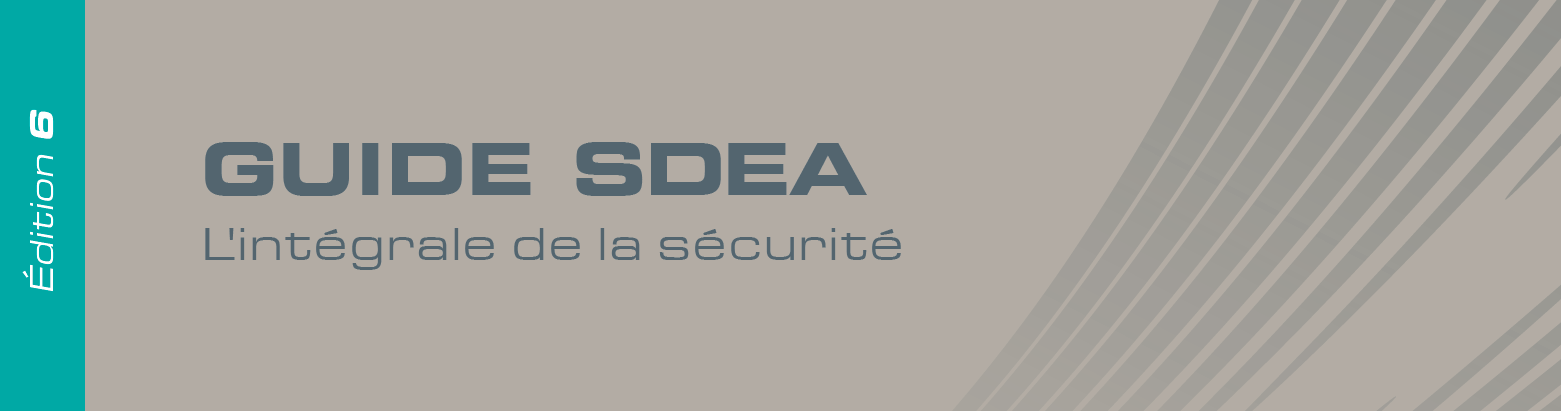 Édition 6
GUIDE SDEA
L'intégrale de la sécurité